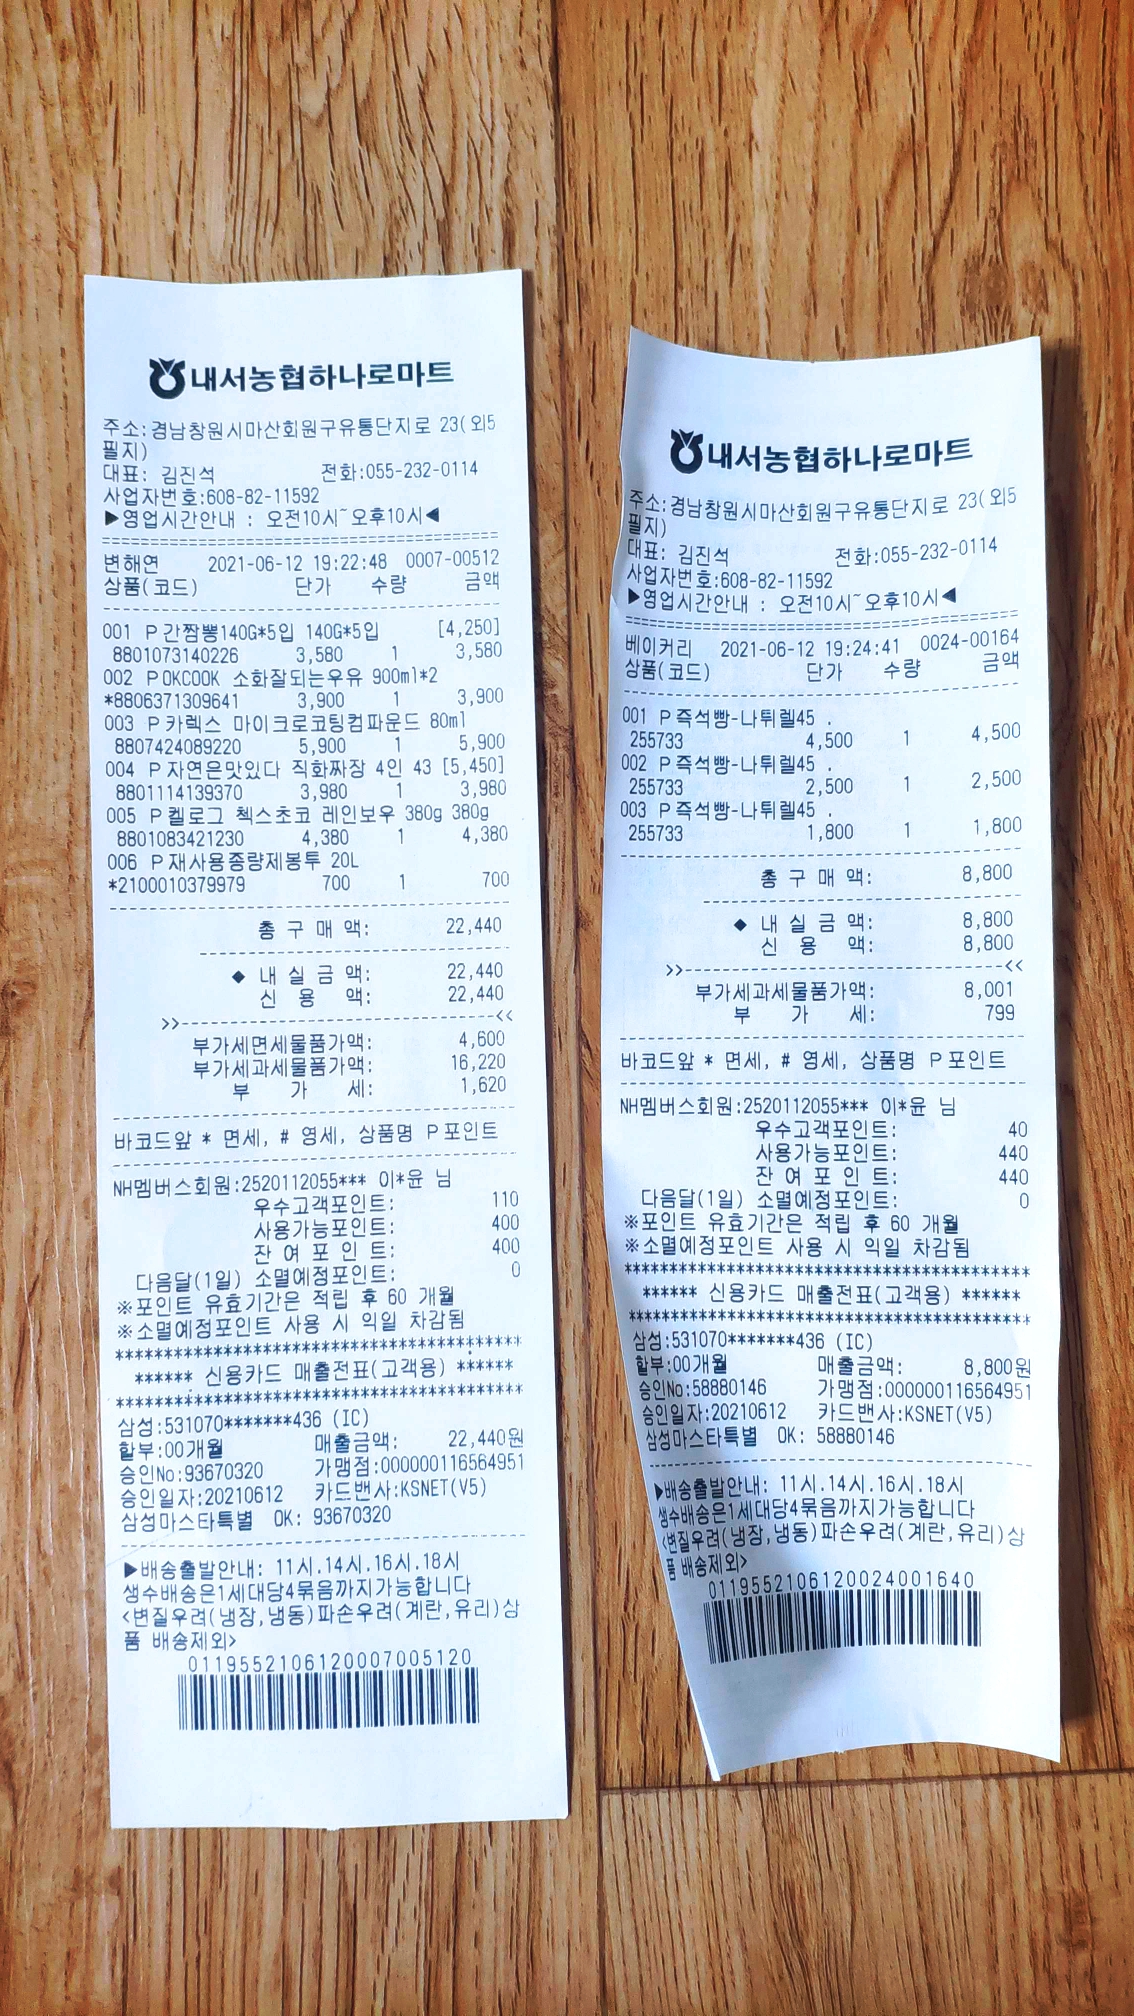 내서농협하나로마트
주소:경남창원시마산회원구유통단지로 23(외5
필지)
대표: 김진석 전화:055-232-0114
사업자번호:608-82-11592
▶영업시간안내 : 오전10시~오후10시◀
========================================
변해연 2021-06-12 19:22:48 0007-00512
상품(코드) 단가 수량 금액
----------------------------------------
001 P간짬뽕140G*5입 140G*5입 [4,250]
8801073140226 3,580 1 3,580
002 P OKCOOK 소화잘되는우유 900ml*2
*8806371309641 3,900 1 3,900
003 P카렉스 마이크로코팅컴파운드 80ml
8807424089220 5,900 1 5,900
004 P자연은맛있다 직화짜장 4인 43 [5,450]
8801114139370 3,980 1 3,980
005 P켈로그 첵스초코 레인보우 380g 380g
8801083421230 4,380 1 4,380
006 P재사용종량제봉투 20L
*2100010379979 700 1 700
----------------------------------------
총 구 매 액: 22,440
------------------------------
◆ 내 실 금 액: 22,440
신 용 액: 22,440
>>------------------------------<<
부가세면세물품가액: 4,600
부가세과세물품가액: 16,220
부 가 세: 1,620
----------------------------------------
바코드앞 * 면세, # 영세, 상품명 P포인트
----------------------------------------
NH멤버스회원:2520112055*** 이*윤 님
우수고객포인트: 110
사용가능포인트: 400
잔 여 포 인 트: 400
다음달(1일) 소멸예정포인트: 0
※포인트 유효기간은 적립 후 60 개월
※소멸예정포인트 사용 시 익일 차감됨
****************************************
****** 신용카드 매출전표(고객용) ******
****************************************
삼성:531070*******436 (IC)
할부:00개월 매출금액: 22,440원
승인No:93670320 가맹점:000000116564951
승인일자:20210612 카드밴사:KSNET(V5)
삼성마스타특별 OK: 93670320
----------------------------------------
▶배송출발안내: 11시.14시.16시.18시
생수배송은1세대당4묶음까지가능합니다
<변질우려(냉장,냉동)파손우려(계란,유리)상
품 배송제외>
01195521061200070051​20
내서농협하나로마트
주소:경남창원시마산회원구유통단지로 23(외5
필지)
대표: 김진석 전화:055-232-0114
사업자번호:608-82-11592
▶영업시간안내 : 오전10시~오후10시◀
========================================
베이커리 2021-06-12 19:24:41 0024-00164
상품(코드) 단가 수량 금액
----------------------------------------
001 P즉석빵-나뛰렐45 .
255733 4,500 1 4,500
002 P즉석빵-나뛰렐45 .
255733 2,500 1 2,500
003 P즉석빵-나뛰렐45 .
255733 1,800 1 1,800
----------------------------------------
총 구 매 액: 8,800
------------------------------
◆ 내 실 금 액: 8,800
신 용 액: 8,800
>>------------------------------<<
부가세과세물품가액: 8,001
부 가 세: 799
----------------------------------------
바코드앞 * 면세, # 영세, 상품명 P포인트
----------------------------------------
NH멤버스회원:2520112055*** 이*윤 님
우수고객포인트: 40
사용가능포인트: 440
잔 여 포 인 트: 440
다음달(1일) 소멸예정포인트: 0
※포인트 유효기간은 적립 후 60 개월
※소멸예정포인트 사용 시 익일 차감됨
****************************************
****** 신용카드 매출전표(고객용) ******
****************************************
삼성:531070*******436 (IC)
할부:00개월 매출금액: 8,800원
승인No:58880146 가맹점:000000116564951
승인일자:20210612 카드밴사:KSNET(V5)
삼성마스타특별 OK: 58880146
----------------------------------------
▶배송출발안내: 11시.14시.16시.18시
생수배송은1세대당4묶음까지가능합니다
<변질우려(냉장,냉동)파손우려(계란,유리)상
품 배송제외>
0119552106120024001640